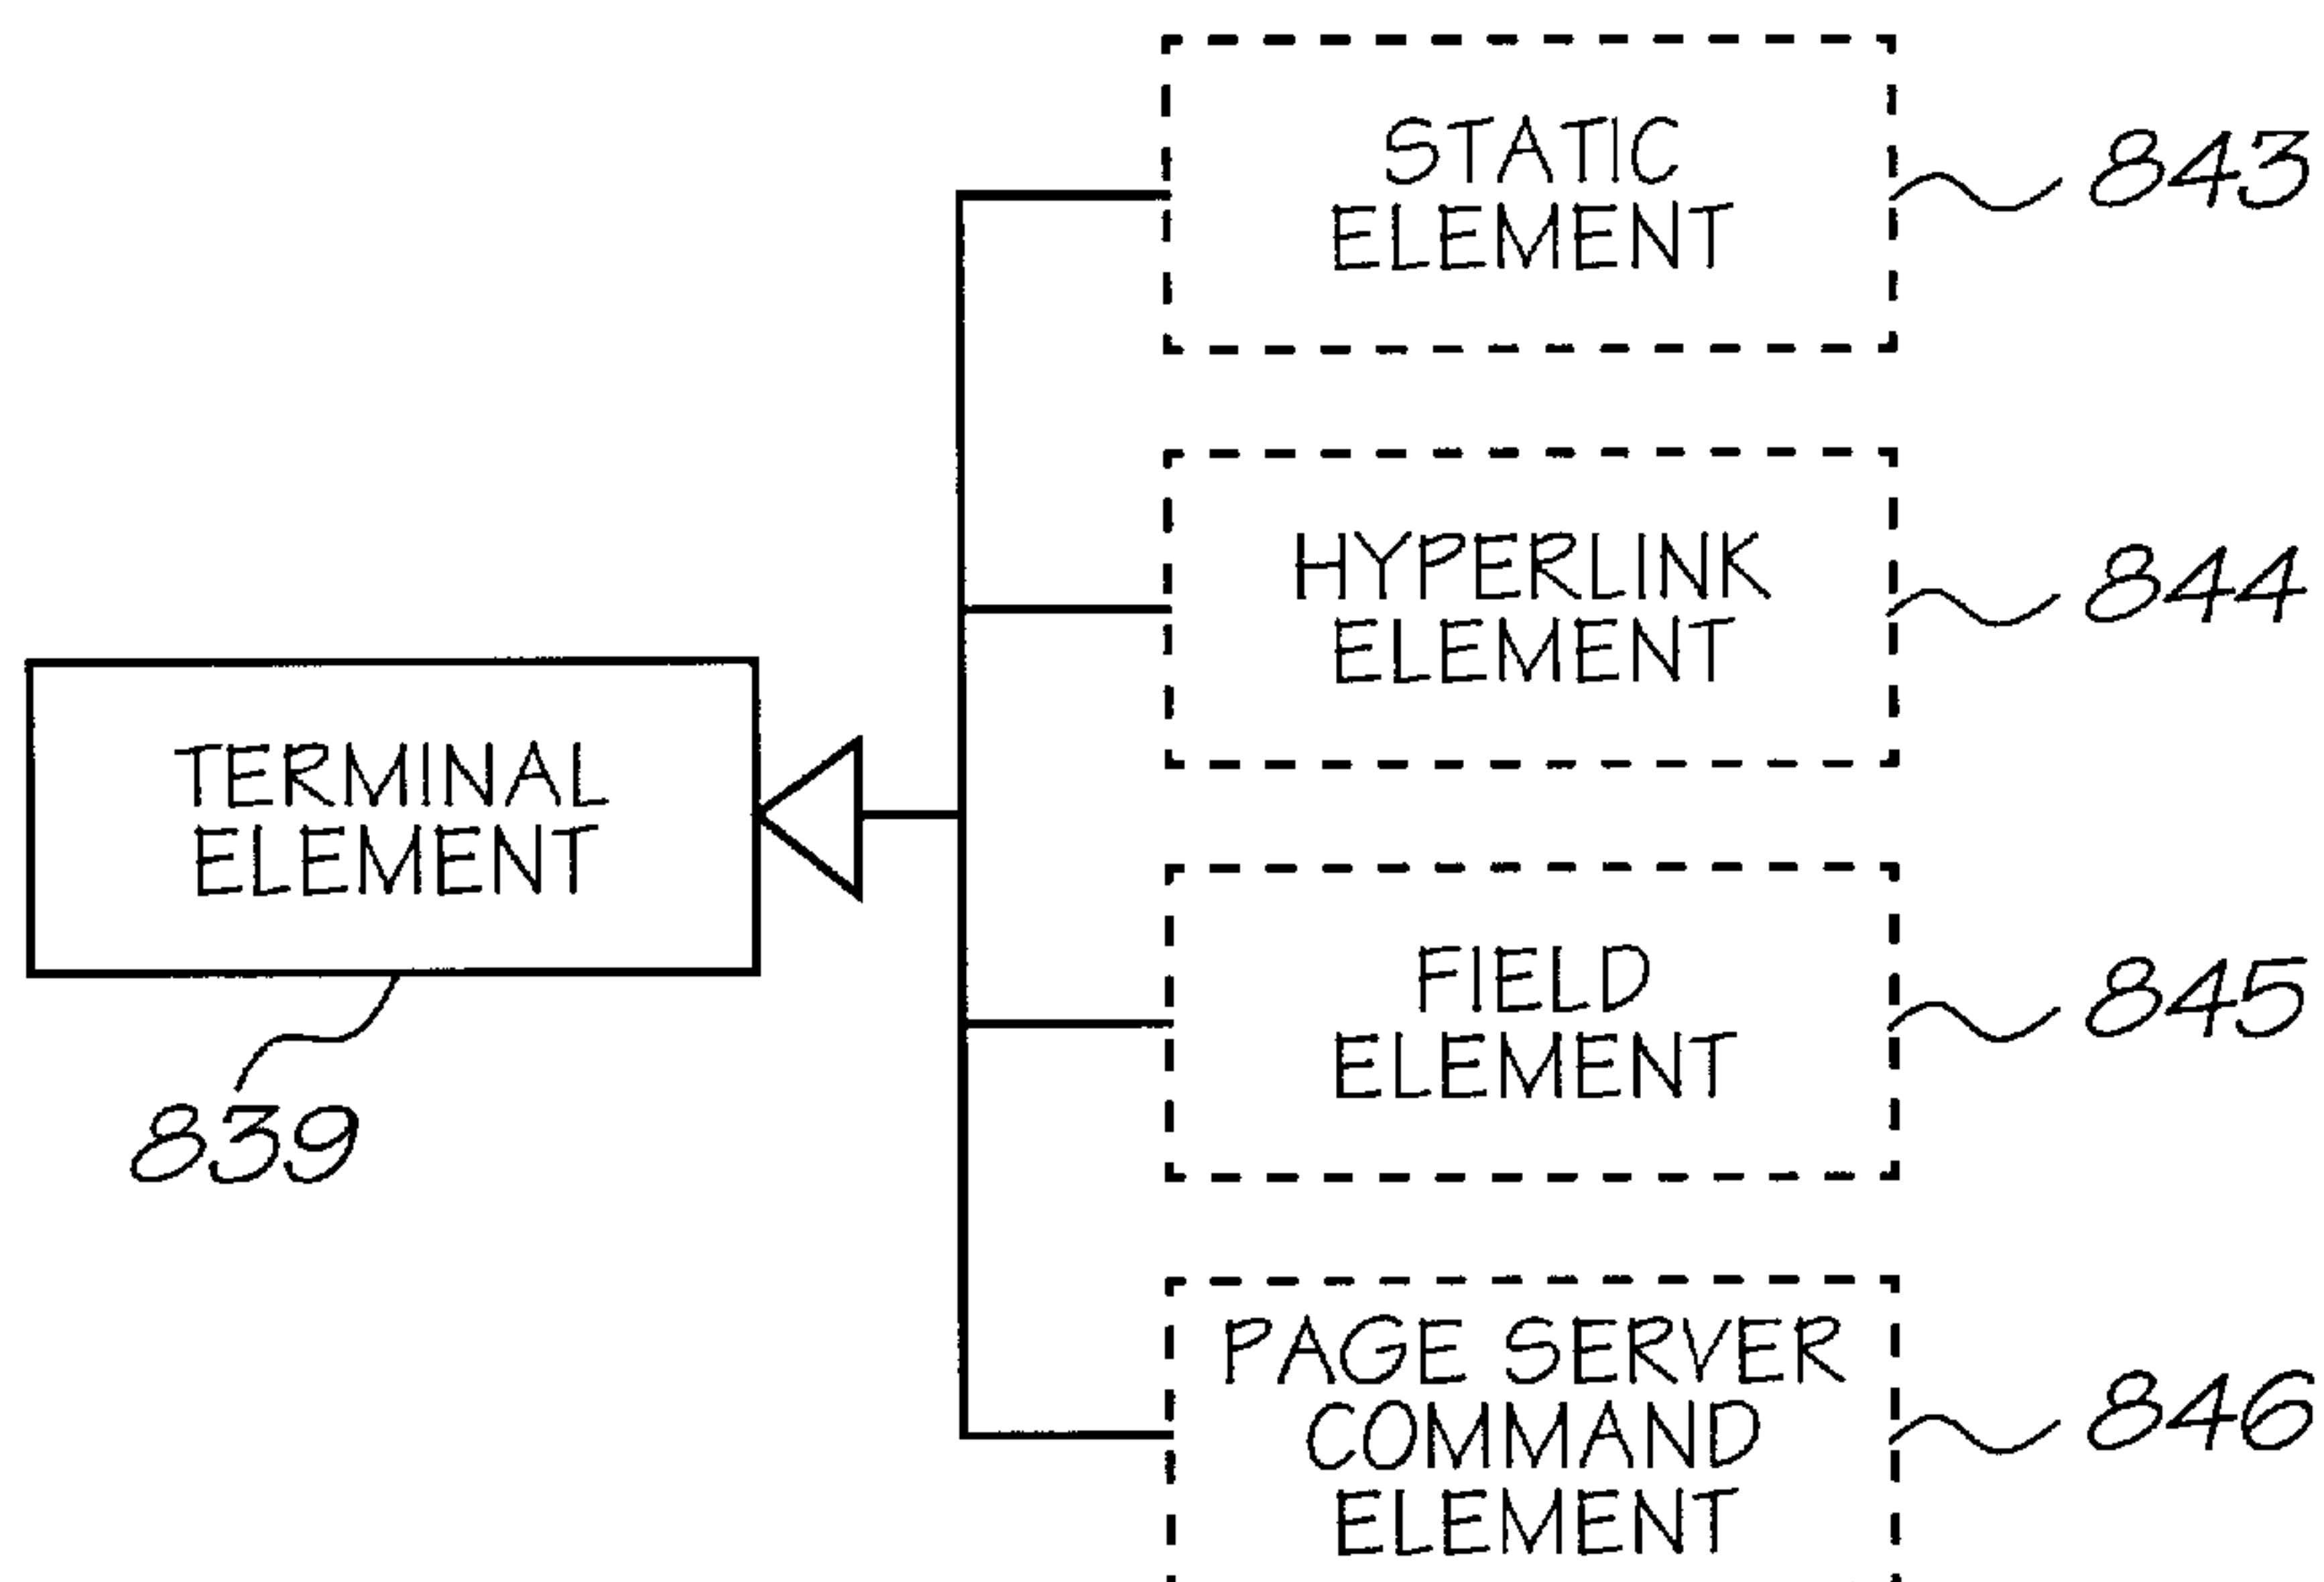 STATIC
ELEMENT
843
HYPERLINK
ELEMENT
844
TERMINAL
ELEMENT
839
FIELD
ELEMENT
845
PAGE SERVER
COMMAND
ELEMENT
846